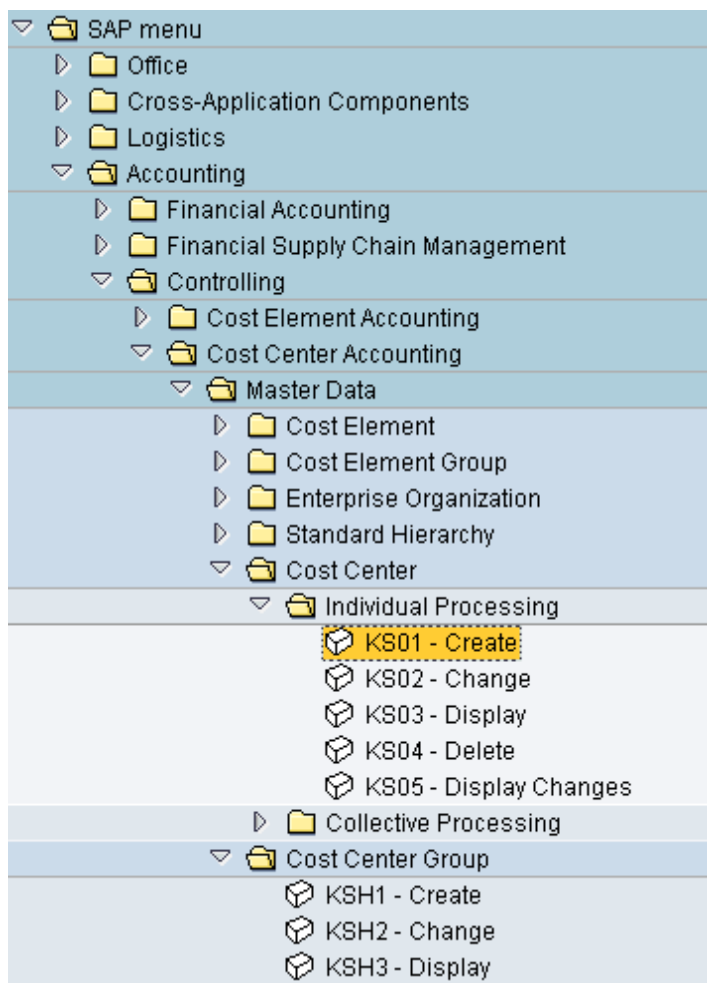 SAP menu
Office
Cross-Application Components
Logistics
Accounting
Financial Accounting
Financial Supply Chain Management
Controlling
Cost Element Accounting
Cost Center Accounting
Master Data
Cost Element
Cost Element Group
Enterprise Organization
Standard Hierarchy
Cost Center
Individual Processing
KS01 - Create
KS02 - Change
KS03 - Display
KS04 - Delete
KS05 - Display Changes
Collective Processing
Cost Center Group
KSH1 - Create
KSH2 - Change
KSH3 - Display